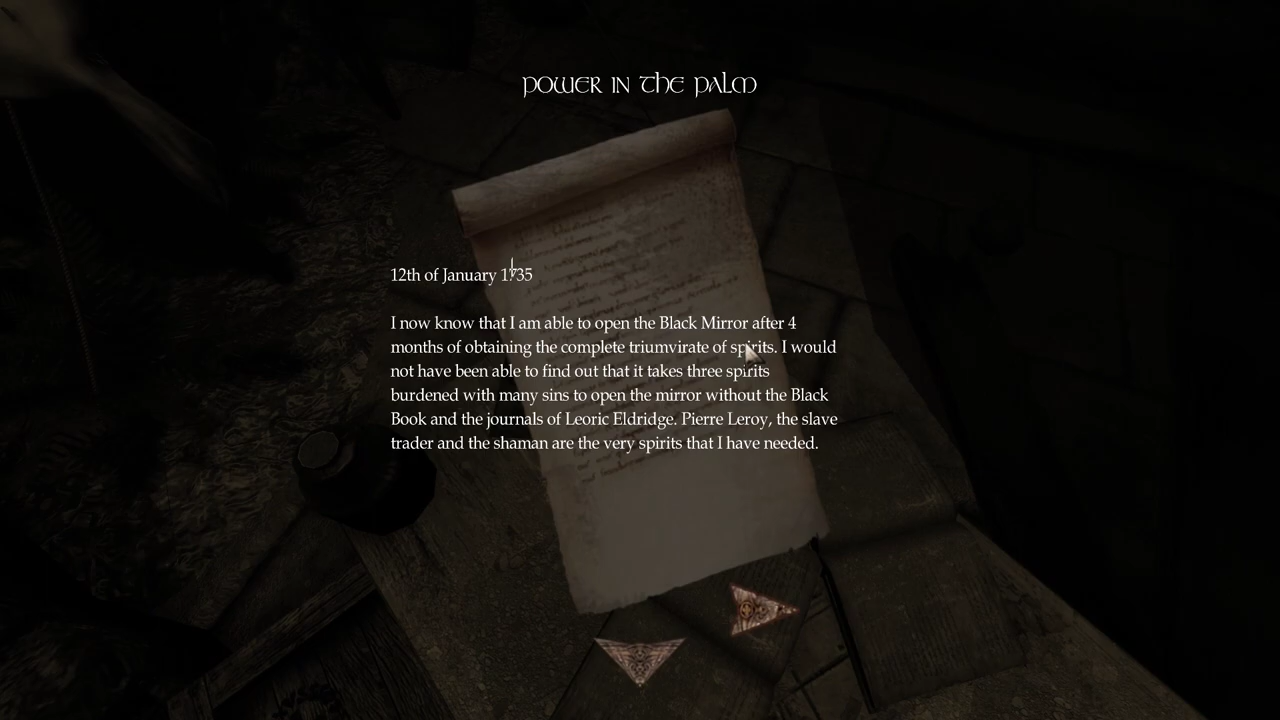 POWER IN THE PALM
12th of January 1735
I now know that I am able to open the Black Mirror after 4
months of obtaining the complete triumvirate of spirits. I would
not have been able to find out that it takes three spirits
burdened with many sins to open the mirror without the Black
Book and the journals of Leoric Eldridge. Pierre Leroy, the slave
trader and the shaman are the very spirits that I have needed.